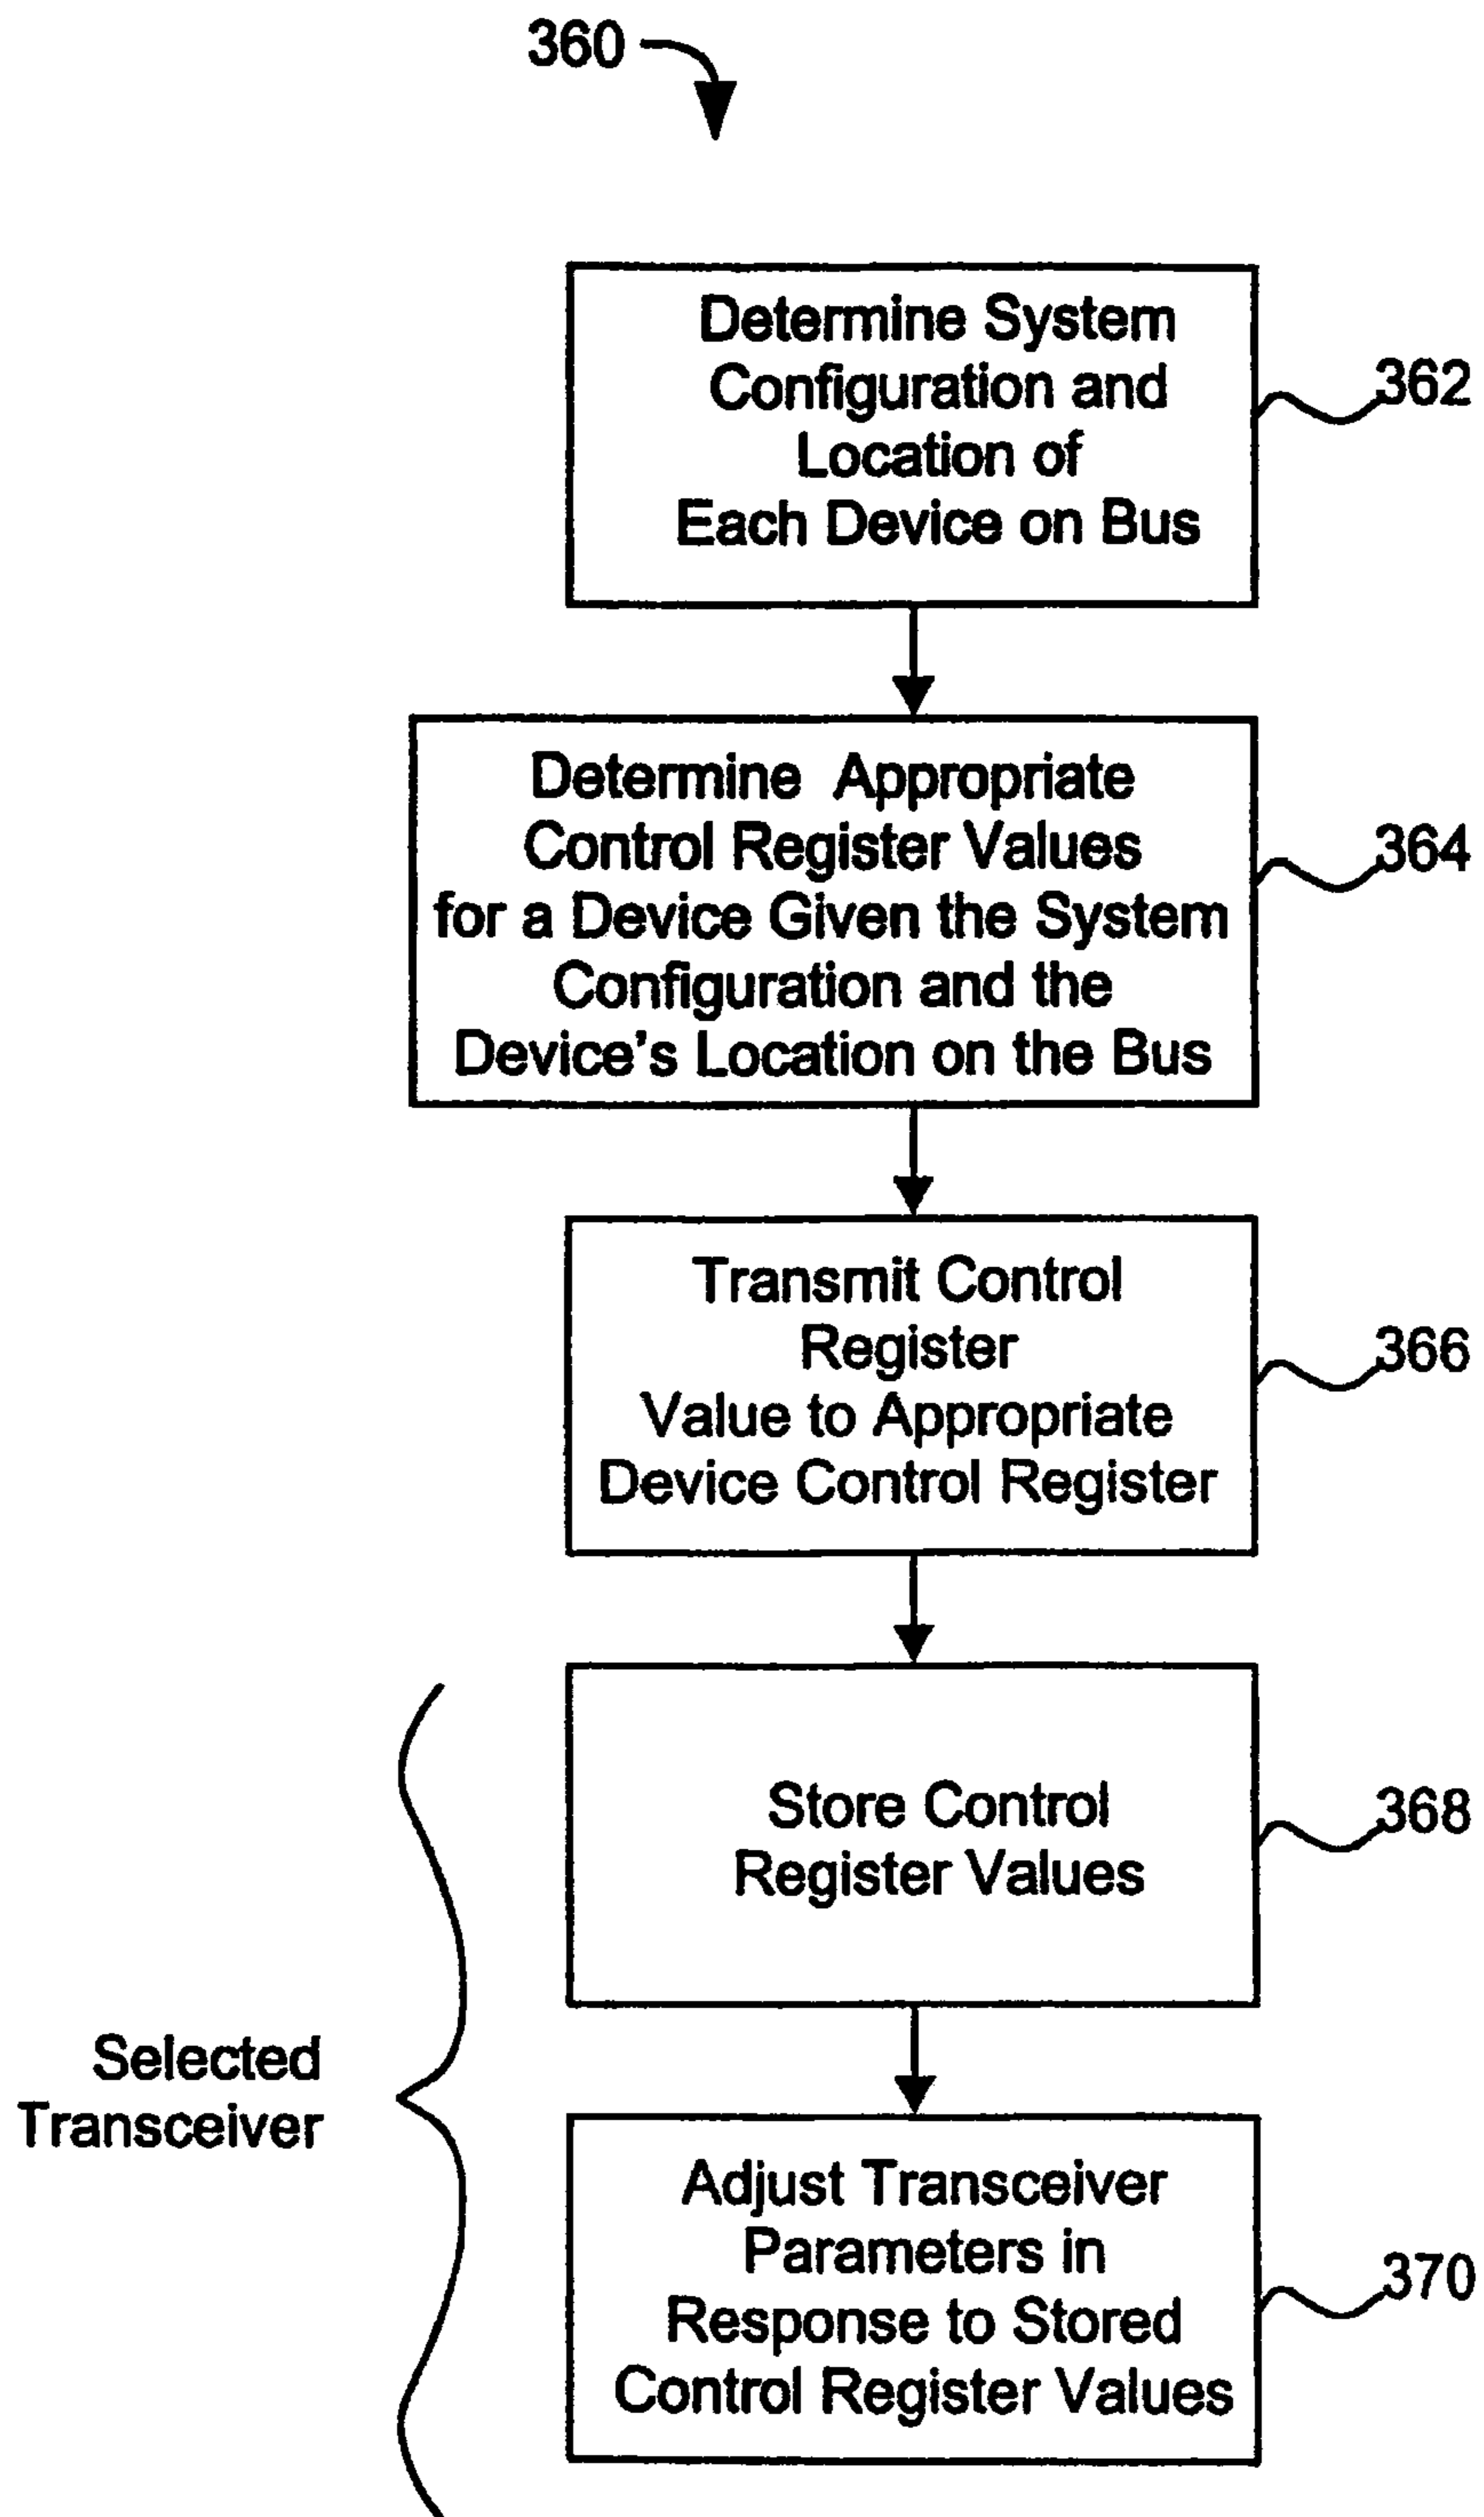 360
Determine System
Configuration and
Location of
Each Device on Bus
362
Determine Appropriate
Control Register Values
for a Device Given the System
Configuration and the
Device's Location on the Bus
364
Transmit Control
Register
Value to Appropriate
Device Control Register
366
Store Control
Register Values
368
Selected
Transceiver
Adjust Transceiver
Parameters in
Response to Stored
Control Register Values
370